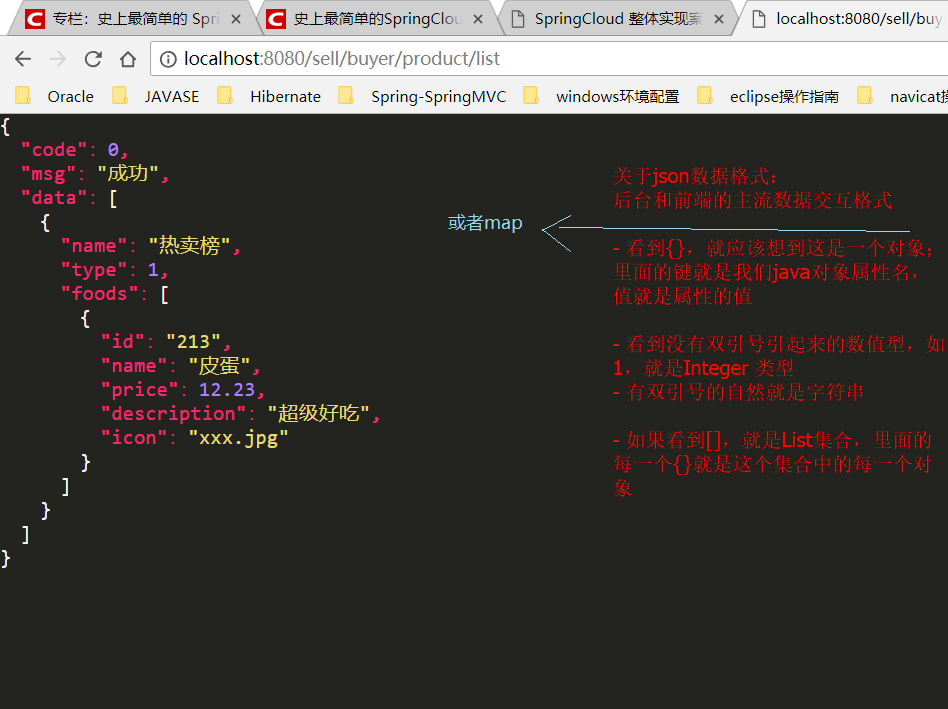 专栏：史上最简单的 Spri
史上最简单的SpringClou
SpringCloud 整体实现案
localhost:8080/sell/buy
localhost:8080/sell/buyer/product/list
Oracle
JAVASE
Hibernate
Spring-SpringMVC
windows环境配置
eclipse操作指南
navicat操
{
"code": 0,
"msg": "成功",
"data": [
{
"name": "热卖榜",
"type": 1,
"foods": [
{
"id": "213",
"name": "皮蛋",
"price": 12.23,
"description": "超级好吃",
"icon": "xxx.jpg"
}
]
}
]
}
或者map
关于json数据格式：
后台和前端的主流数据交互格式
- 看到{}，就应该想到这是一个对象；
里面的键就是我们java对象属性名，
值就是属性的值
- 看到没有双引号引起来的数值型，如
1，就是Integer 类型
- 有双引号的自然就是字符串
- 如果看到[]，就是List集合，里面的
每一个{}就是这个集合中的每一个对
象